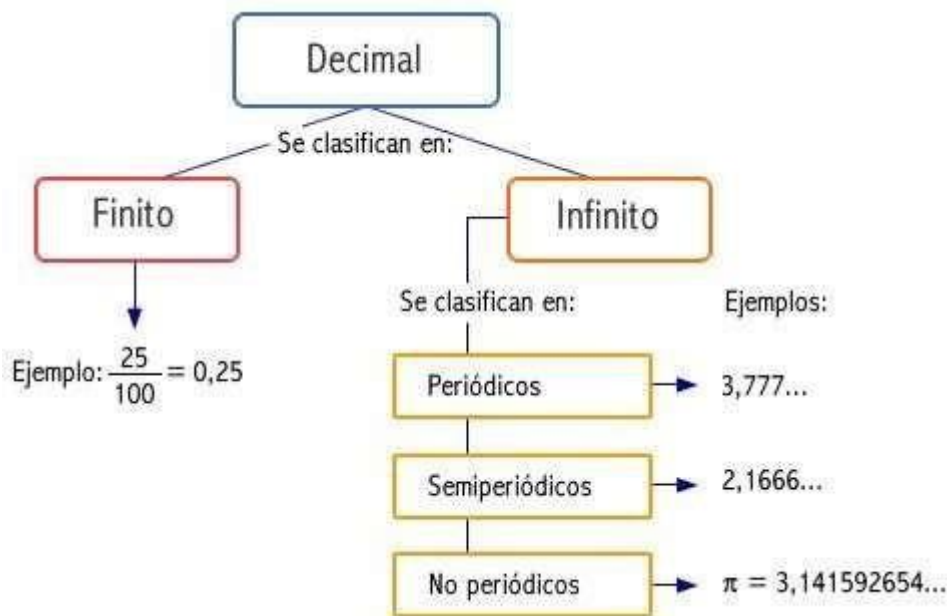 Decimal
Se clasifican en:
Finito
Infinito
Ejemplo: 25/100 = 0,25
Se clasifican en:
Ejemplos:
Periódicos
3,777...
Semiperiódicos
2,1666...
No periódicos
π = 3,141592654...